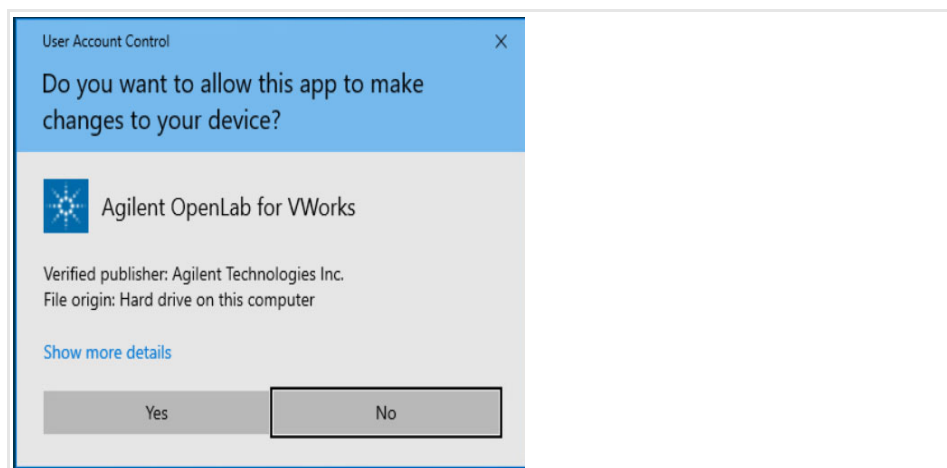 User Account Control
Do you want to allow this app to make
changes to your device?
Agilent OpenLab for VWorks
Verified publisher: Agilent Technologies Inc.
File origin: Hard drive on this computer
Show more details
Yes
No